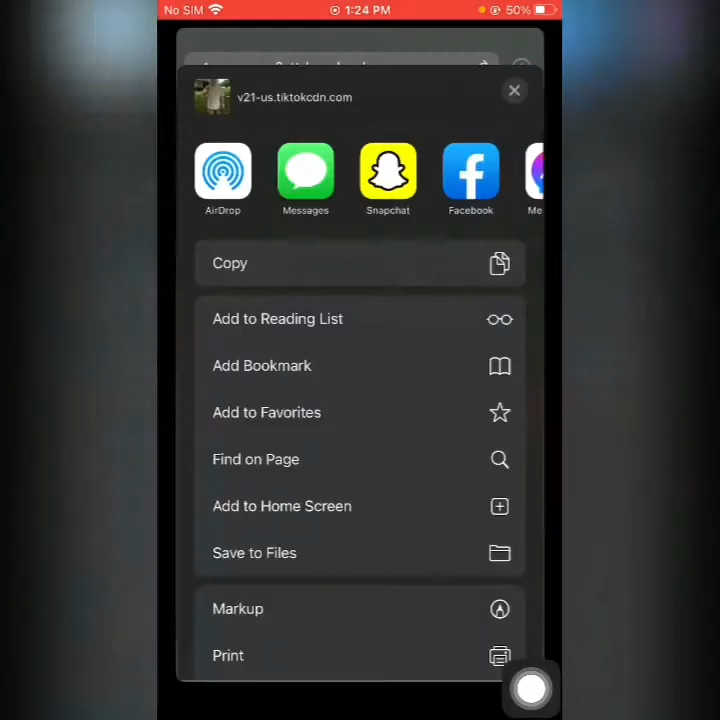 No SIM 1:24 PM 50%
v21-us.tiktokcdn.com
AirDrop Messages Snapchat Facebook Me
Copy
Add to Reading List
Add Bookmark
Add to Favorites
Find on Page
Add to Home Screen
Save to Files
Markup
Print